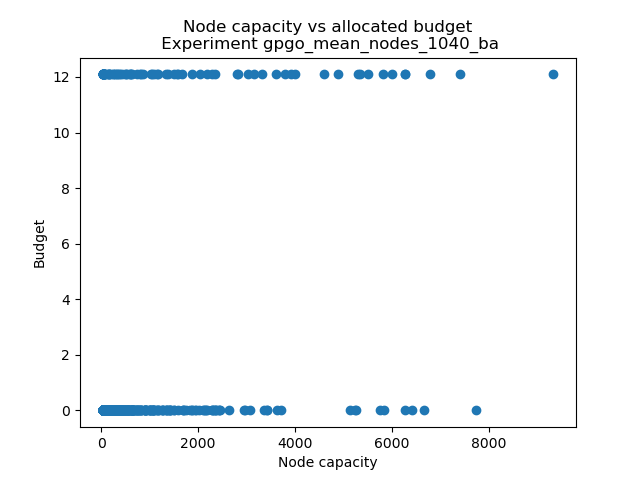 Node capacity vs allocated budget
Experiment gpgo_mean_nodes_1040_ba
12
10
8
6
4
2
0
Budget
0 2000 4000 6000 8000
Node capacity